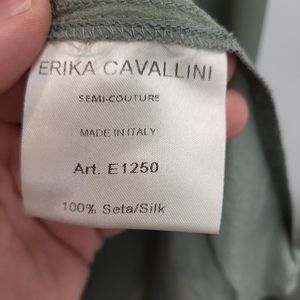 ERIKA CAVALLINI
SEMI-COUTURE
MADE IN ITALY
Art. E1250
100% Seta/Silk